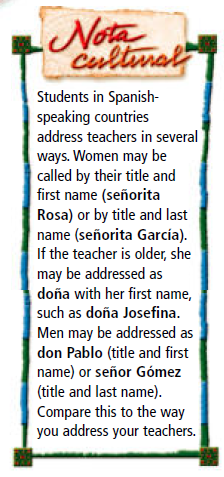 Nota
cultural
Students in Spanish-
speaking countries
address teachers in several
ways. Women may be
called by their title and
first name (señorita
Rosa) or by title and last
name (señorita García).
If the teacher is older, she
may be addressed as
doña with her first name,
such as doña Josefina.
Men may be addressed as
don Pablo (title and first
name) or señor Gómez
(title and last name).
Compare this to the way
you address your teachers.